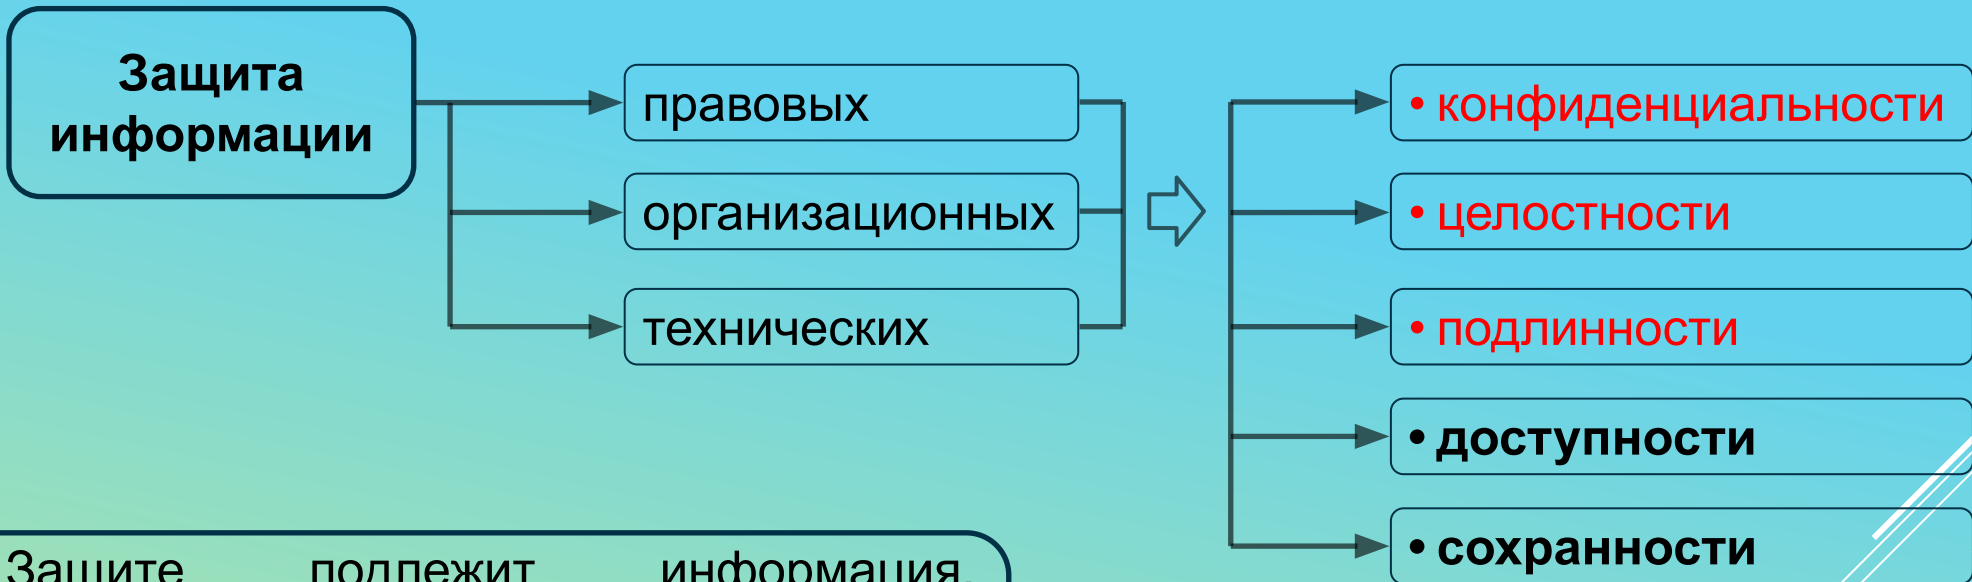 Защита
информации
правовых
организационных
технических
• конфиденциальности
• целостности
• подлинности
• доступности
• сохранности
Защите подлежит информация,